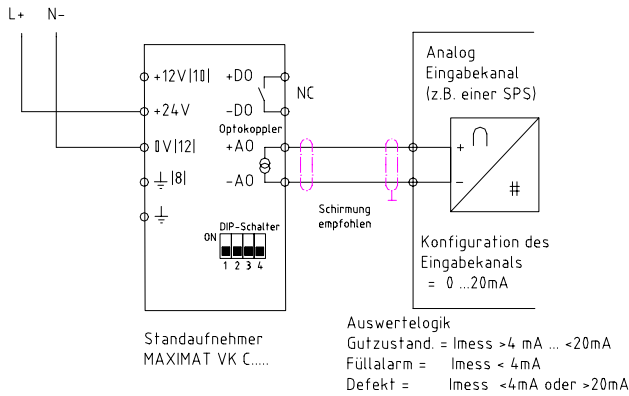 L+ N-
+12V|10|
+24V
0V|12|
|8|
+DO
-DO
NC
Optokoppler
+AO
-AO
DIP-Schalter
ON
1 2 3 4
Schirmung
empfohlen
Analog
Eingabekanal
(z.B. einer SPS)
+
∩
-
#
Konfiguration des
Eingabekanals
= 0 ...20mA
Standaufnehmer
MAXIMAT VK C.....
Auswertelogik
Gutzustand. = Imess >4 mA ... <20mA
Füllalarm = Imess < 4mA
Defekt = Imess <4mA oder >20mA